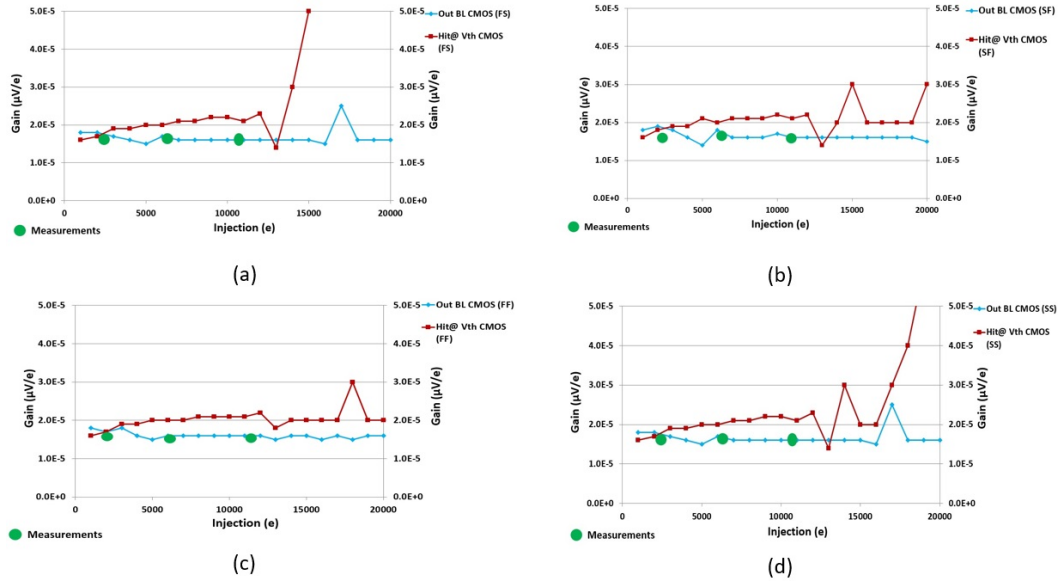 5.0E-5
4.0E-5
3.0E-5
2.0E-5
1.0E-5
0.0E+0
Gain (µV/e)
0
5000
10000
15000
20000
Injection (e)
5.0E-5
4.0E-5
3.0E-5
2.0E-5
1.0E-5
0.0E+0
Gain (µV/e)
Out BL CMOS (FS)
Hit@ Vth CMOS
(FS)
Measurements
(a)
5.0E-5
4.0E-5
3.0E-5
2.0E-5
1.0E-5
0.0E+0
Gain (µV/e)
0
5000
10000
15000
20000
Injection (e)
5.0E-5
4.0E-5
3.0E-5
2.0E-5
1.0E-5
0.0E+0
Gain (µV/e)
Out BL CMOS (SF)
Hit@ Vth CMOS
(SF)
Measurements
(b)
5.0E-5
4.0E-5
3.0E-5
2.0E-5
1.0E-5
0.0E+0
Gain (µV/e)
0
5000
10000
15000
20000
Injection (e)
5.0E-5
4.0E-5
3.0E-5
2.0E-5
1.0E-5
0.0E+0
Gain (µV/e)
Out BL CMOS (FF)
Hit@ Vth CMOS
(FF)
Measurements
(c)
5.0E-5
4.0E-5
3.0E-5
2.0E-5
1.0E-5
0.0E+0
Gain (µV/e)
0
5000
10000
15000
20000
Injection (e)
5.0E-5
4.0E-5
3.0E-5
2.0E-5
1.0E-5
0.0E+0
Gain (µV/e)
Out BL CMOS (SS)
Hit@ Vth CMOS
(SS)
Measurements
(d)